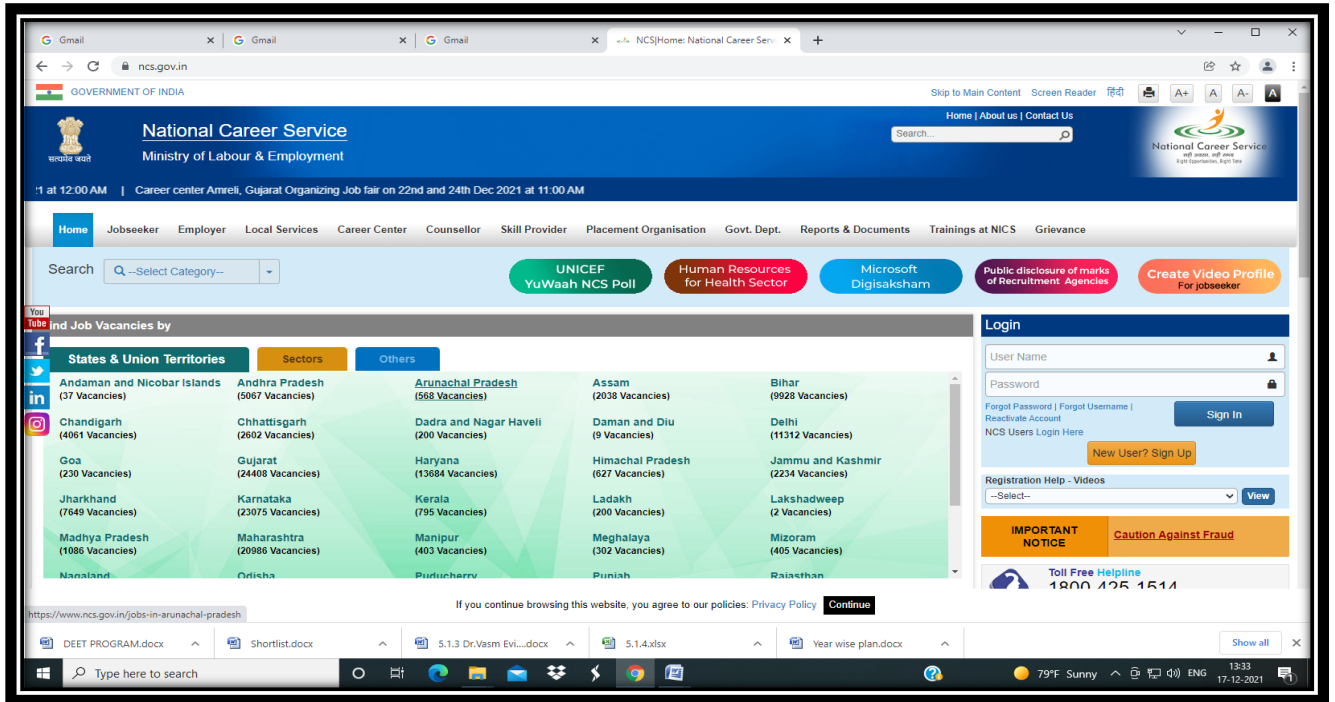 Gmail
Gmail
Gmail
NCS|Home: National Career Serv
ncs.gov.in
GOVERNMENT OF INDIA
Skip to Main Content Screen Reader हिंदी A+ A A- A
Home | About us | Contact Us
National Career Service
Ministry of Labour & Employment
सत्यमेव जयते
Search...
National Career Service
Right Opportunities, Right Time
21 at 12:00 AM | Career center Amreli, Gujarat Organizing Job fair on 22nd and 24th Dec 2021 at 11:00 AM
Home Jobseeker Employer Local Services Career Center Counsellor Skill Provider Placement Organisation Govt. Dept. Reports & Documents Trainings at NICS Grievance
Search --Select Category--
UNICEF
YuWaah NCS Poll
Human Resources
for Health Sector
Microsoft
Digisaksham
Public disclosure of marks
of Recruitment Agencies
Create Video Profile
For jobseeker
You
Tube
ind Job Vacancies by
States & Union Territories Sectors Others
Andaman and Nicobar Islands Andhra Pradesh Arunachal Pradesh Assam Bihar
(37 Vacancies) (5067 Vacancies) (568 Vacancies) (2038 Vacancies) (9928 Vacancies)
Chandigarh Chhattisgarh Dadra and Nagar Haveli Daman and Diu Delhi
(4061 Vacancies) (2602 Vacancies) (200 Vacancies) (9 Vacancies) (11312 Vacancies)
Goa Gujarat Haryana Himachal Pradesh Jammu and Kashmir
(230 Vacancies) (24408 Vacancies) (13684 Vacancies) (627 Vacancies) (2234 Vacancies)
Jharkhand Karnataka Kerala Ladakh Lakshadweep
(7649 Vacancies) (23075 Vacancies) (795 Vacancies) (200 Vacancies) (2 Vacancies)
Madhya Pradesh Maharashtra Manipur Meghalaya Mizoram
(1086 Vacancies) (20986 Vacancies) (403 Vacancies) (302 Vacancies) (405 Vacancies)
Nagaland Odisha Puducherry Punjab Rajasthan
Login
User Name
Password
Forgot Password | Forgot Username |
Reactivate Account
NCS Users Login Here
Sign In
New User? Sign Up
Registration Help - Videos
--Select-- View
IMPORTANT
NOTICE
Caution Against Fraud
Toll Free Helpline
1800 425 1514
If you continue browsing this website, you agree to our policies: Privacy Policy Continue
https://www.ncs.gov.in/jobs-in-arunachal-pradesh
DEET PROGRAM.docx Shortlist.docx 5.1.3 Dr.Vasm Evi....docx 5.1.4.xlsx Year wise plan.docx Show all
Type here to search
79°F Sunny ENG 13:33
17-12-2021
1